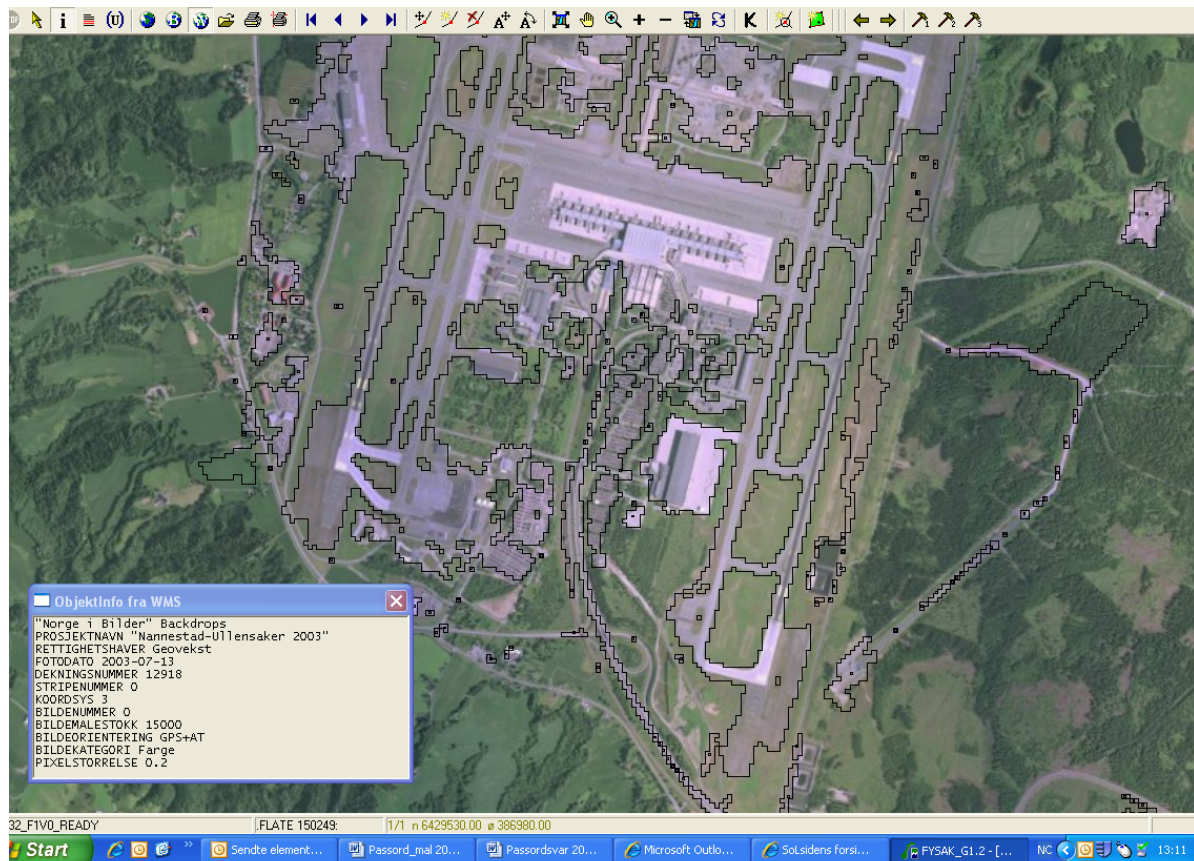 ObjektInfo fra WMS
"Norge i Bilder" Backdrops
PROSJEKTNAVN "Nannestad-Ullensaker 2003"
RETTIGHETSHAVER Geovekst
FOTODATO 2003-07-13
DEKNINGSNUMMER 12918
STRIPENUMMER 0
KOORDSYS 3
BILDENUMMER 0
BILDEMALESTOKK 15000
BILDEORIENTERING GPS+AT
BILDEKATEGORI Farge
PIXELSTORRELSE 0.2
32_F1V0_READY .FLATE 150249: 1/1 n 6429530.00 ø 386980.00
Start Sendte element... Passord_mal 20... Passordsvar 20... Microsoft Outlo... SoLsidens forsi... FYSAK_G1.2 - [... NC 13:11